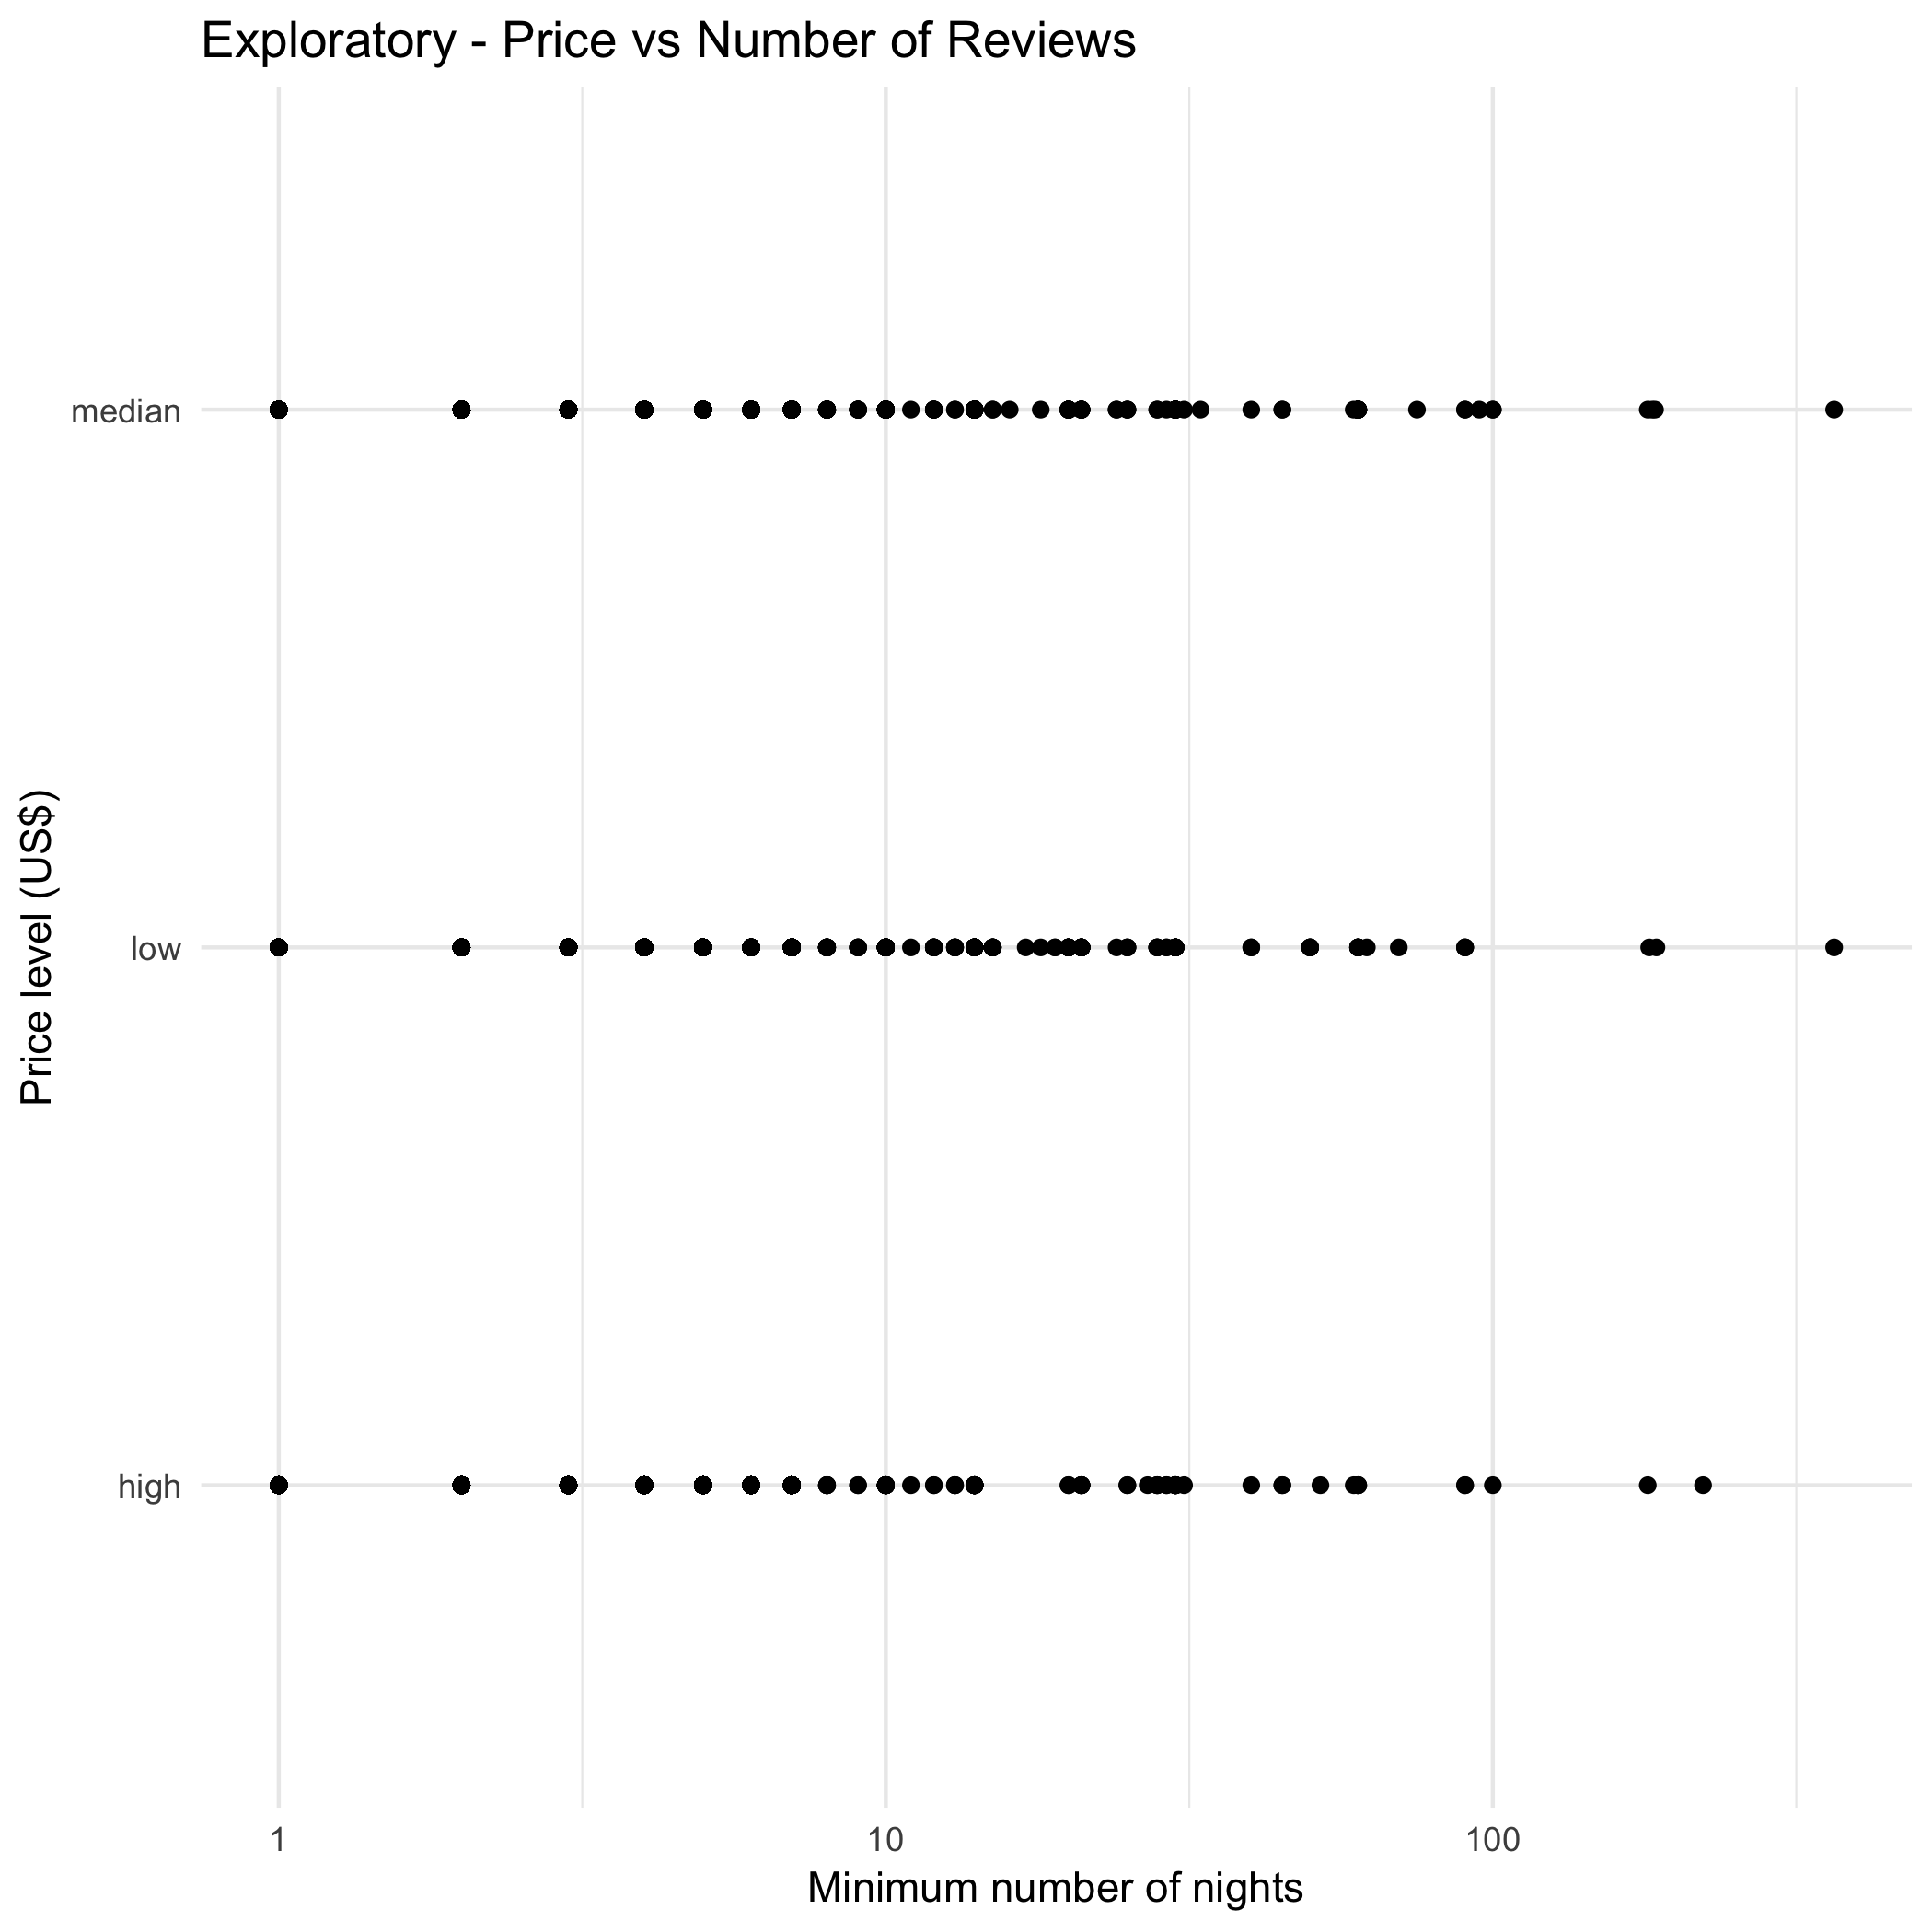 Exploratory - Price vs Number of Reviews
Price level (US$)
median
low
high
1
10
100
Minimum number of nights